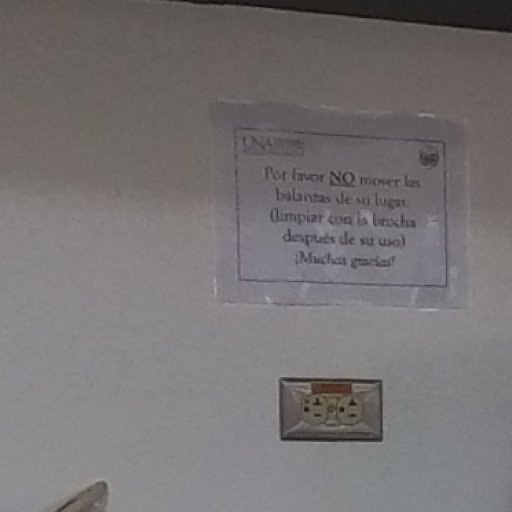 UNA
Por favor NO mover las
balanzas de su lugar.
(limpiar con la brocha
después de su uso)
¡Muchas gracias!